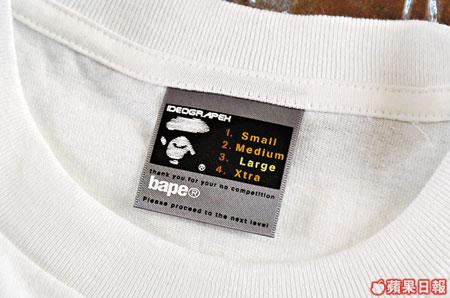 IDEOGRAPEH
1. Small
2. Medium
3. Large
4. Xtra
®
thank you for your no competition
bape®
Please proceed to the next level
蘋果日報